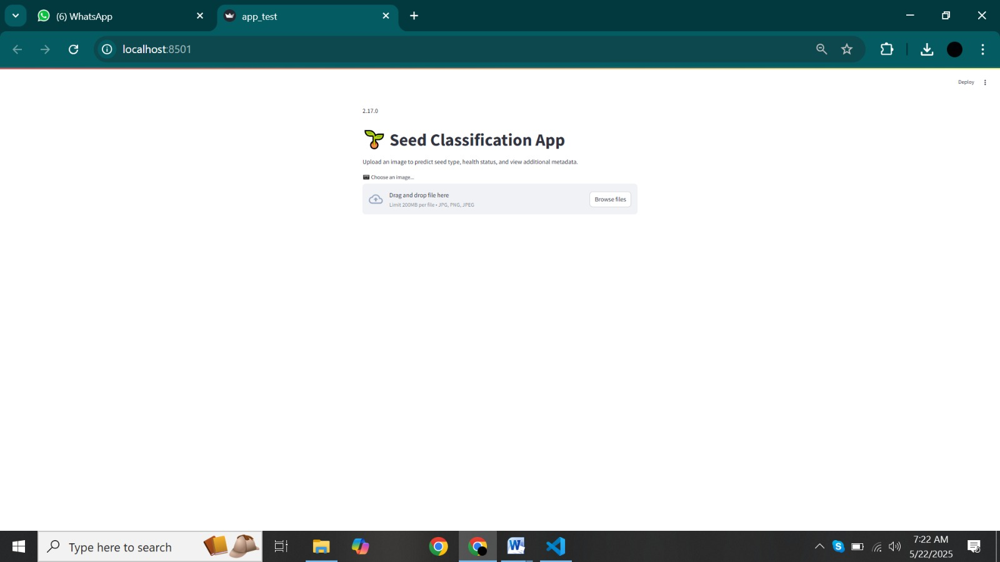 (6) WhatsApp
app_test
localhost:8501
Deploy
2.17.0
Seed Classification App
Upload an image to predict seed type, health status, and view additional metadata.
Choose an image...
Drag and drop file here
Limit 200MB per file • JPG, PNG, JPEG
Browse files
Type here to search
7:22 AM
5/22/2025